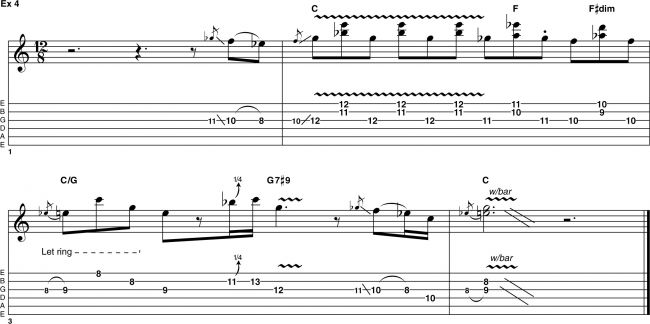 Ex 4
C F F♯dim
12
8
12 12 12 11 10
11 11 11 11 9
11 10 8 10 12 12 12 12 11 10 10
E
B
G
D
A
E
1
C/G 1/4 G7♯9 C
w/bar
Let ring
1/4 w/bar
8
8 11 13 8
8 9 9 12 11 10 8 8 9
10
E
B
G
D
A
E
3